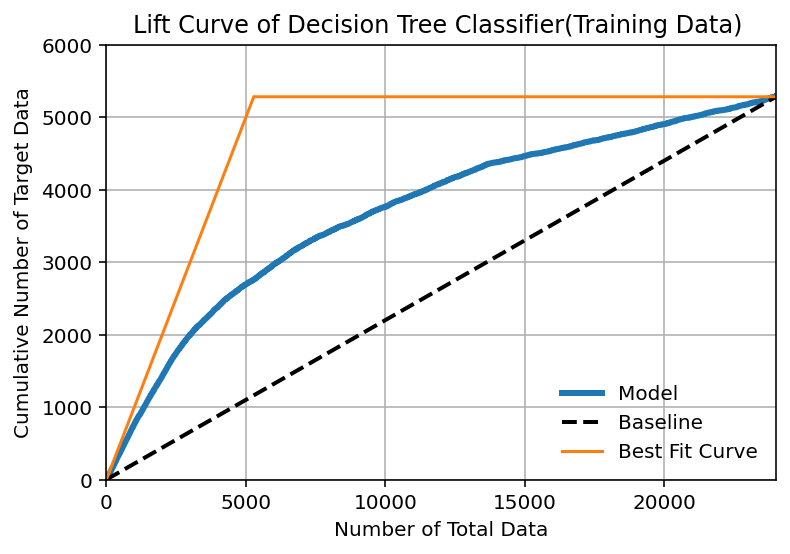 Lift Curve of Decision Tree Classifier(Training Data)
Cumulative Number of Target Data
6000
5000
4000
3000
2000
1000
0
Model
Baseline
Best Fit Curve
0 5000 10000 15000 20000
Number of Total Data